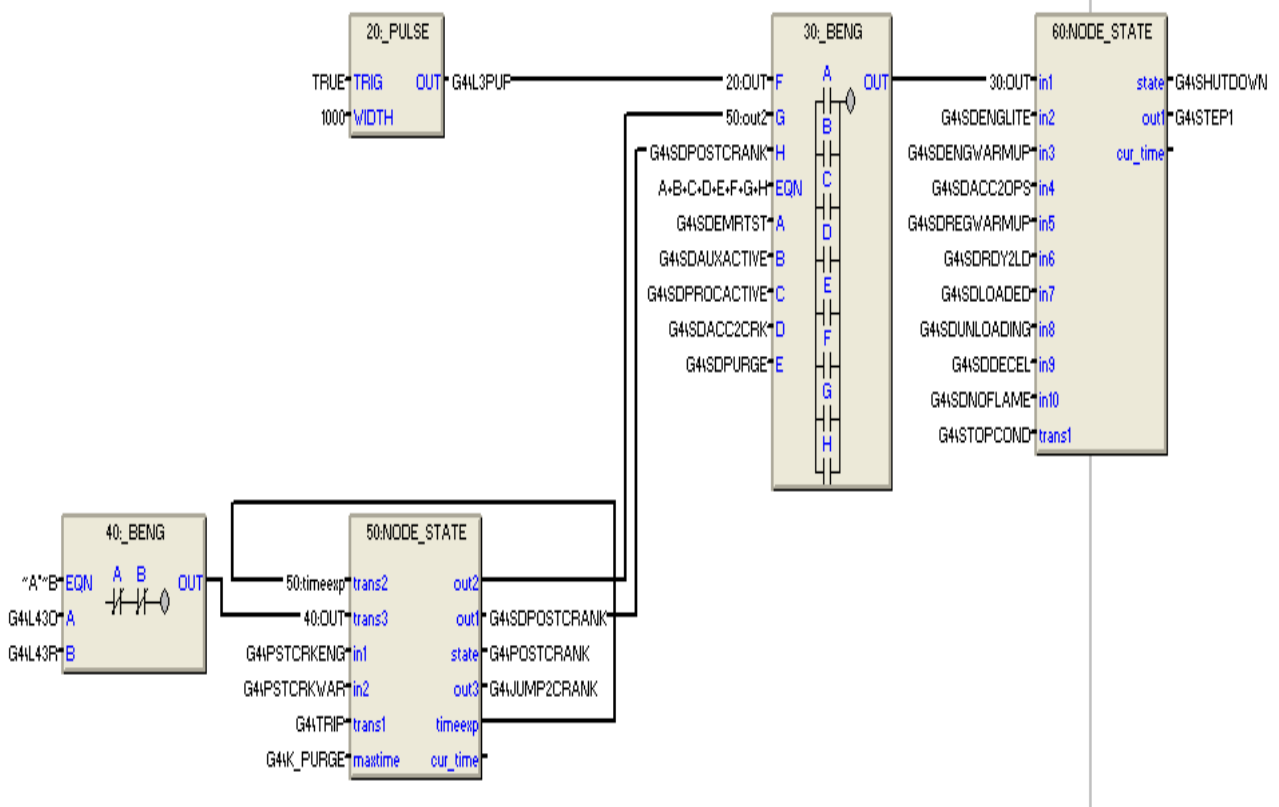 20:_PULSE
TRUE TRIG OUT G4\L3PUP
1000 WIDTH
30:_BENG
20:OUT F A OUT
50:out2 G B
G4\SDPOSTCRANK H C
A+B+C+D+E+F+G+H EQN
G4\SDEMRTST A D
G4\SDAUXACTIVE B E
G4\SDPROCACTIVE C F
G4\SDACC2CRK D G
G4\SDPURGE E H
60:NODE_STATE
30:OUT in1 state G4\SHUTDOWN
G4\SDENGLITE in2 out1 G4\STEP1
G4\SDENGWARMUP in3 cur_time
G4\SDACC2OPS in4
G4\SDREGWARMUP in5
G4\SDRDY2LD in6
G4\SDLOADED in7
G4\SDUNLOADING in8
G4\SDDECEL in9
G4\SDNOFLAME in10
G4\STOPCOND trans1
40:_BENG
~A*~B EQN A B OUT
G4\L43O A
G4\L43R B
50:NODE_STATE
50:timeexp trans2 out2
40:OUT trans3 out1 G4\SDPOSTCRANK
G4\PSTCRKENG in1 state G4\POSTCRANK
G4\PSTCRKWAR in2 out3 G4\JUMP2CRANK
G4\TRIP trans1 timeexp
G4\K_PURGE maxtime cur_time